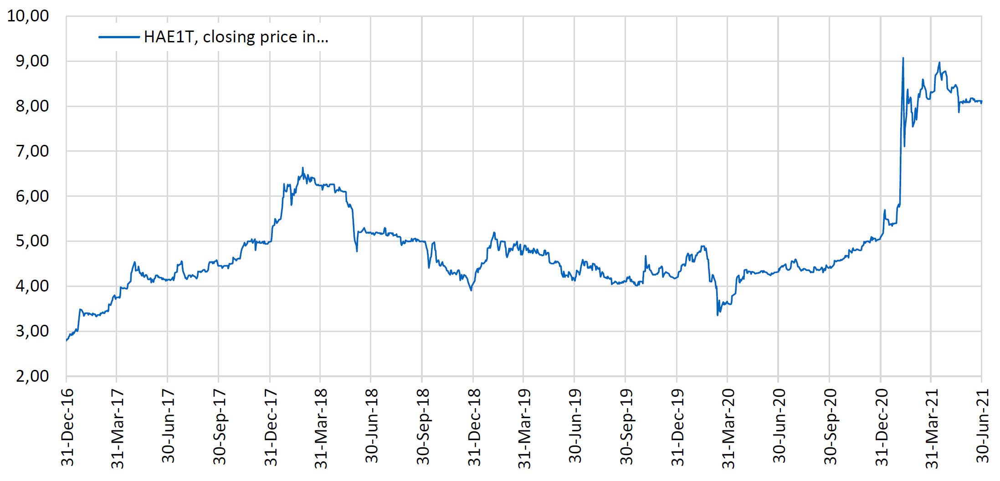 10,00
HAE1T, closing price in...
9,00
8,00
7,00
6,00
5,00
4,00
3,00
2,00
31-Dec-16
31-Mar-17
30-Jun-17
30-Sep-17
31-Dec-17
31-Mar-18
30-Jun-18
30-Sep-18
31-Dec-18
31-Mar-19
30-Jun-19
30-Sep-19
31-Dec-19
31-Mar-20
30-Jun-20
30-Sep-20
31-Dec-20
31-Mar-21
30-Jun-21